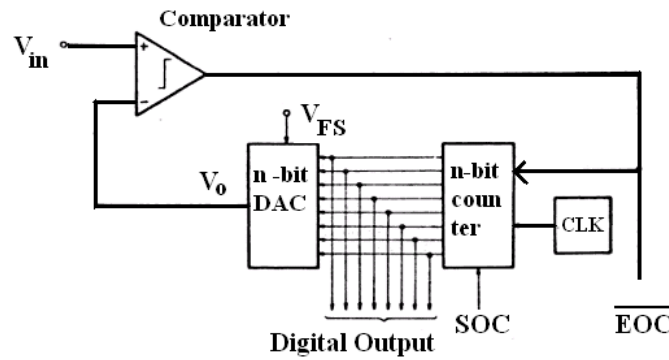 Comparator
V_in
+
-
V_FS
V_o
n -bit
DAC
n-bit
coun
ter
CLK
Digital Output
SOC
EOC